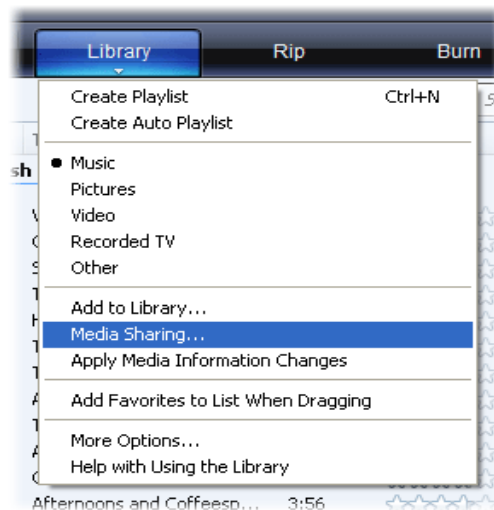 Library Rip Burn
Create Playlist Ctrl+N
Create Auto Playlist
Music
Pictures
Video
Recorded TV
Other
Add to Library...
Media Sharing...
Apply Media Information Changes
Add Favorites to List When Dragging
More Options...
Help with Using the Library
Afternoons and Coffeesp... 3:56